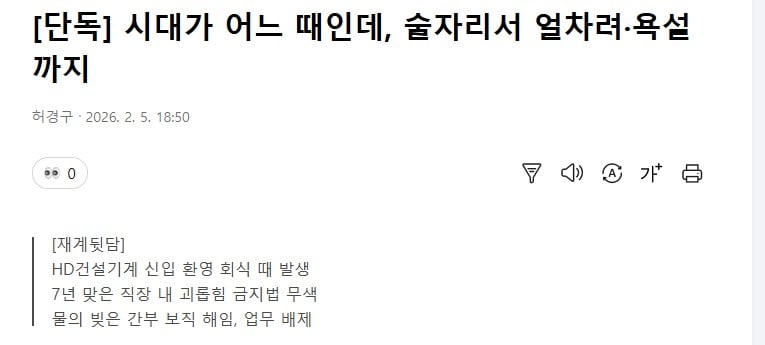 [단독] 시대가 어느 때인데, 술자리서 얼차려·욕설
까지
허경구 · 2026. 2. 5. 18:50
0
가+
[재계뒷담]
HD건설기계 신입 환영 회식 때 발생
7년 맞은 직장 내 괴롭힘 금지법 무색
물의 빚은 간부 보직 해임, 업무 배제